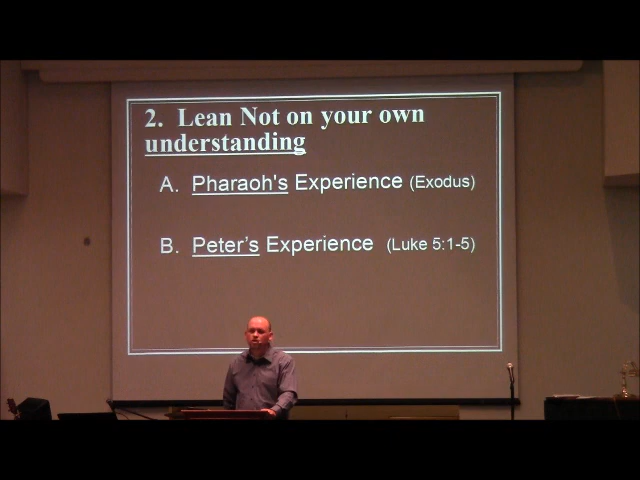 2. Lean Not on your own
understanding
A. Pharaoh's Experience (Exodus)
B. Peter’s Experience (Luke 5:1-5)